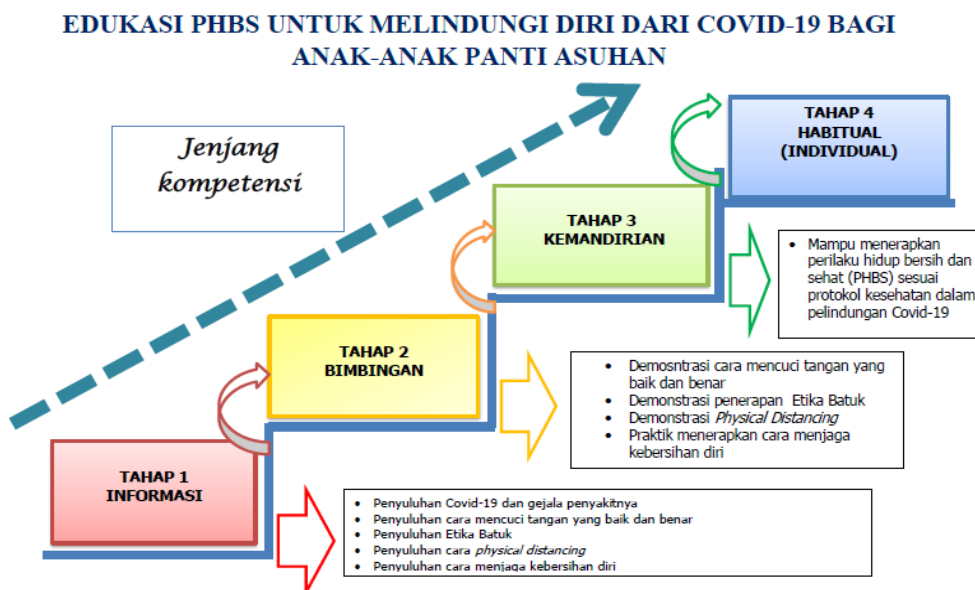 EDUKASI PHBS UNTUK MELINDUNGI DIRI DARI COVID-19 BAGI
ANAK-ANAK PANTI ASUHAN
Jenjang
kompetensi
TAHAP 4
HABITUAL
(INDIVIDUAL)
TAHAP 3
KEMANDIRIAN
• Mampu menerapkan
perilaku hidup bersih dan
sehat (PHBS) sesuai
protokol kesehatan dalam
pelindungan Covid-19
TAHAP 2
BIMBINGAN
• Demosntrasi cara mencuci tangan yang
baik dan benar
• Demonstrasi penerapan Etika Batuk
• Demonstrasi Physical Distancing
• Praktik menerapkan cara menjaga
kebersihan diri
TAHAP 1
INFORMASI
• Penyuluhan Covid-19 dan gejala penyakitnya
• Penyuluhan cara mencuci tangan yang baik dan benar
• Penyuluhan Etika Batuk
• Penyuluhan cara physical distancing
• Penyuluhan cara menjaga kebersihan diri